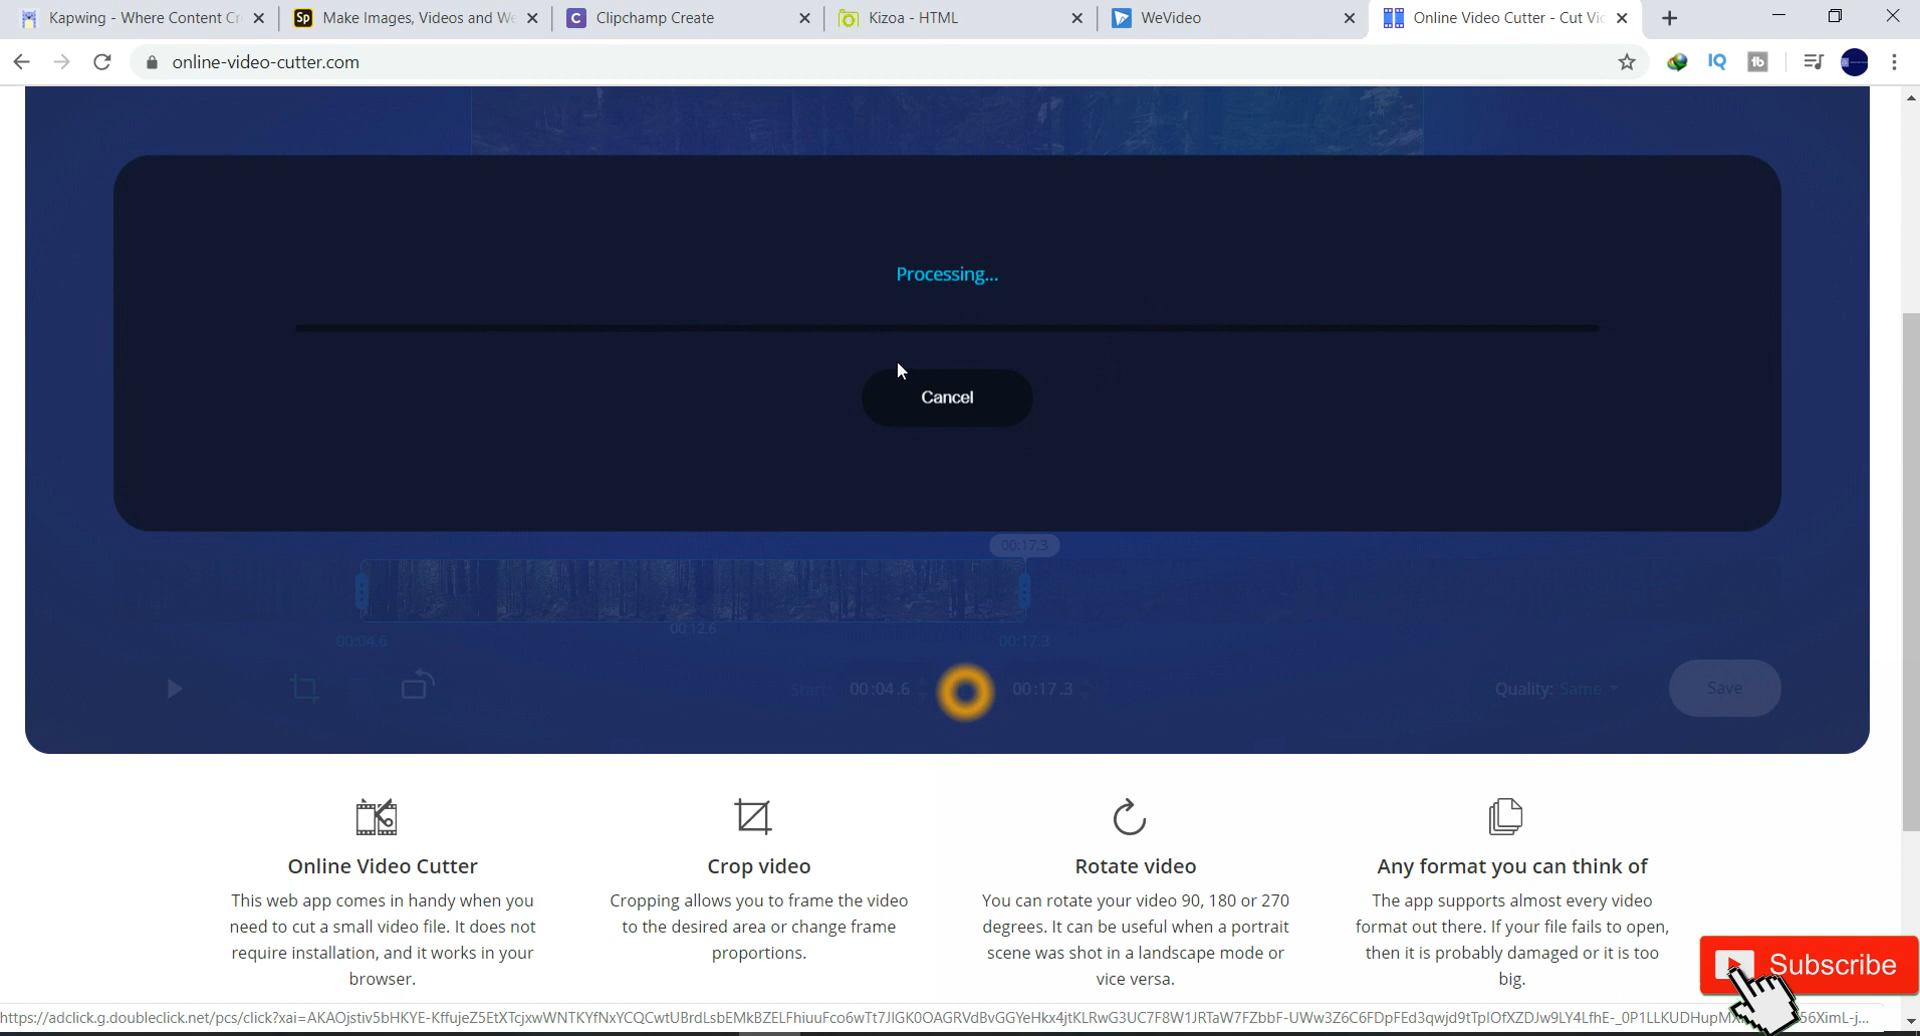 Kapwing - Where Content Cr
Make Images, Videos and We
Clipchamp Create
Kizoa - HTML
WeVideo
Online Video Cutter - Cut Vic
online-video-cutter.com
IQ
tb
Processing...
Cancel
00:17.3
00:12.6
00:04.6
00:17.3
Start: 00:04.6
00:17.3
Quality: Same
Save
Online Video Cutter
This web app comes in handy when you
need to cut a small video file. It does not
require installation, and it works in your
browser.
Crop video
Cropping allows you to frame the video
to the desired area or change frame
proportions.
Rotate video
You can rotate your video 90, 180 or 270
degrees. It can be useful when a portrait
scene was shot in a landscape mode or
vice versa.
Any format you can think of
The app supports almost every video
format out there. If your file fails to open,
then it is probably damaged or it is too
big.
Subscribe